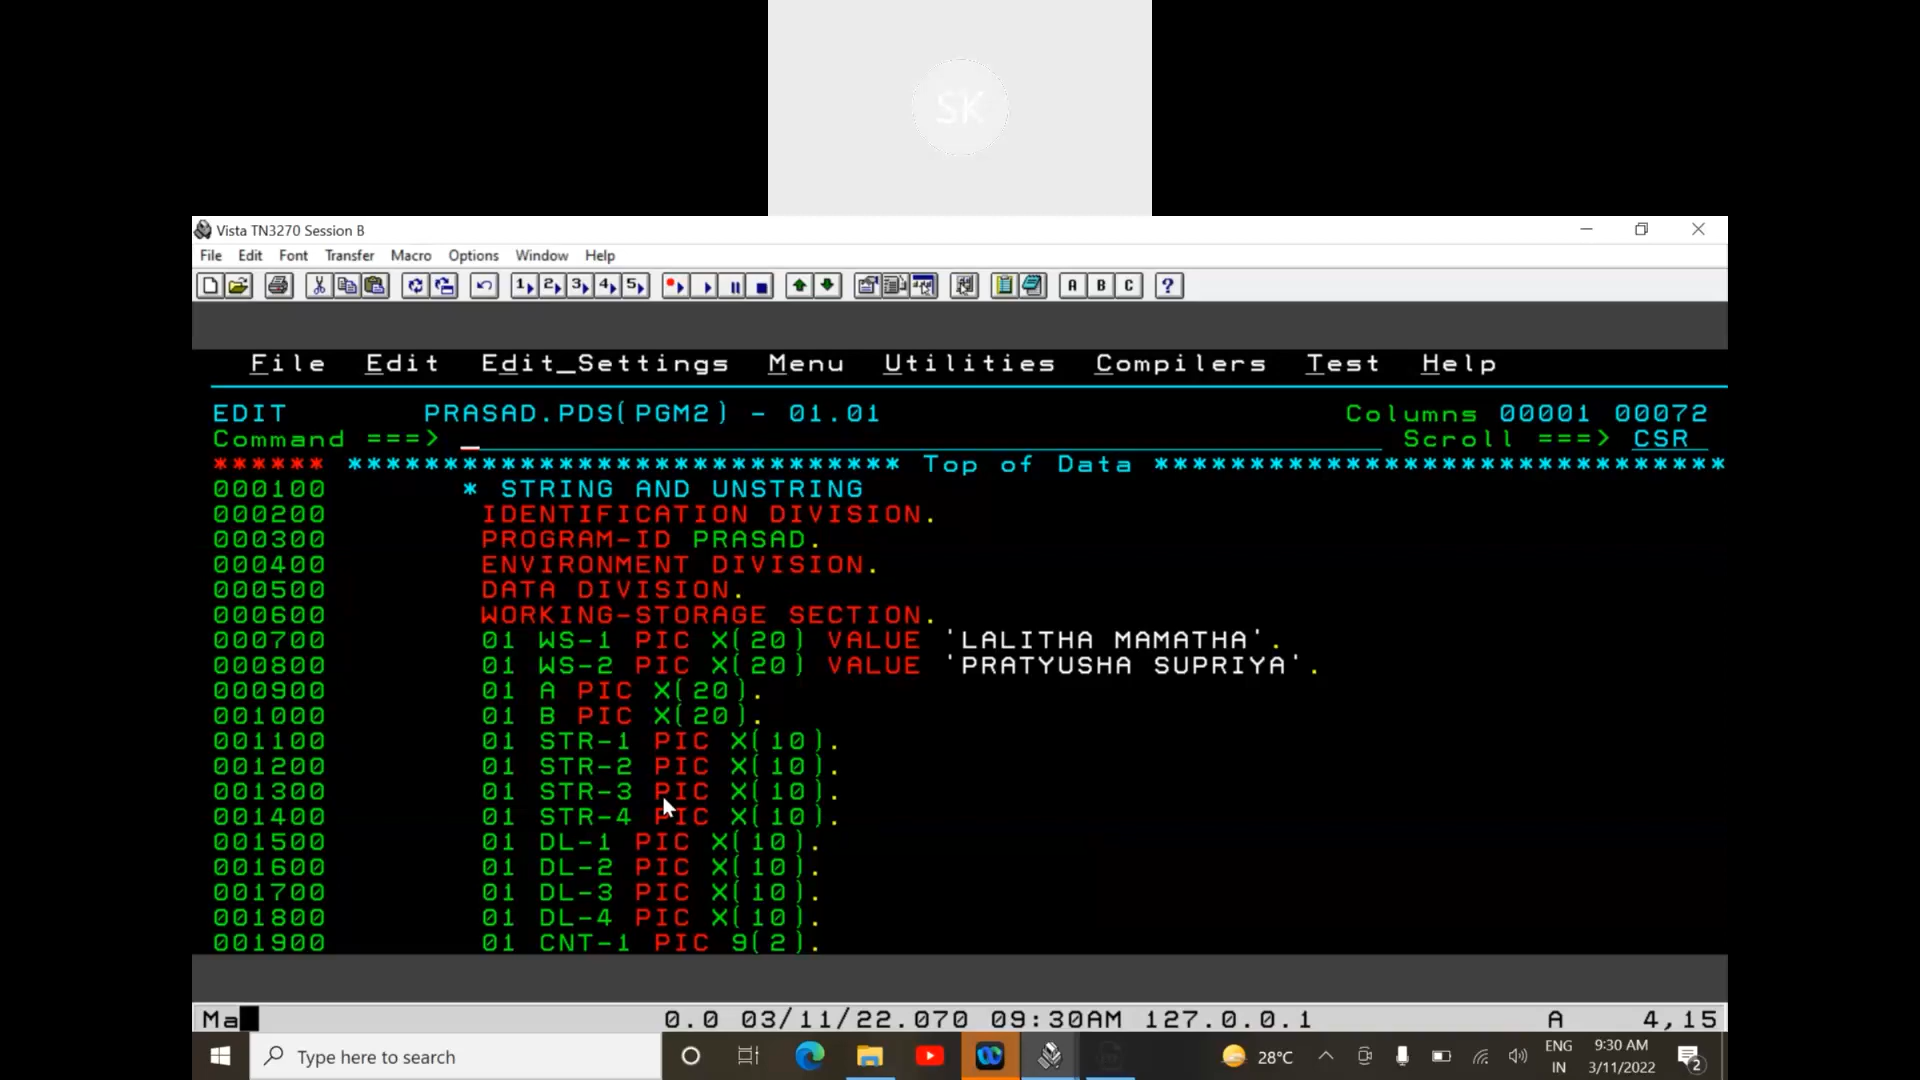 SK
Vista TN3270 Session B
File Edit Font Transfer Macro Options Window Help
1 2 3 4 5 A B C ?
File Edit Edit_Settings Menu Utilities Compilers Test Help
EDIT PRASAD.PDS(PGM2) - 01.01 Columns 00001 00072
Command ===> _ Scroll ===> CSR
****** ***************************** Top of Data ******************************
000100 * STRING AND UNSTRING
000200 IDENTIFICATION DIVISION.
000300 PROGRAM-ID PRASAD.
000400 ENVIRONMENT DIVISION.
000500 DATA DIVISION.
000600 WORKING-STORAGE SECTION.
000700 01 WS-1 PIC X(20) VALUE 'LALITHA MAMATHA'.
000800 01 WS-2 PIC X(20) VALUE 'PRATYUSHA SUPRIYA'.
000900 01 A PIC X(20).
001000 01 B PIC X(20).
001100 01 STR-1 PIC X(10).
001200 01 STR-2 PIC X(10).
001300 01 STR-3 PIC X(10).
001400 01 STR-4 PIC X(10).
001500 01 DL-1 PIC X(10).
001600 01 DL-2 PIC X(10).
001700 01 DL-3 PIC X(10).
001800 01 DL-4 PIC X(10).
001900 01 CNT-1 PIC 9(2).
Ma 0.0 03/11/22.070 09:30AM 127.0.0.1 A 4,15
Type here to search 28°C ENG IN 9:30 AM 3/11/2022 2